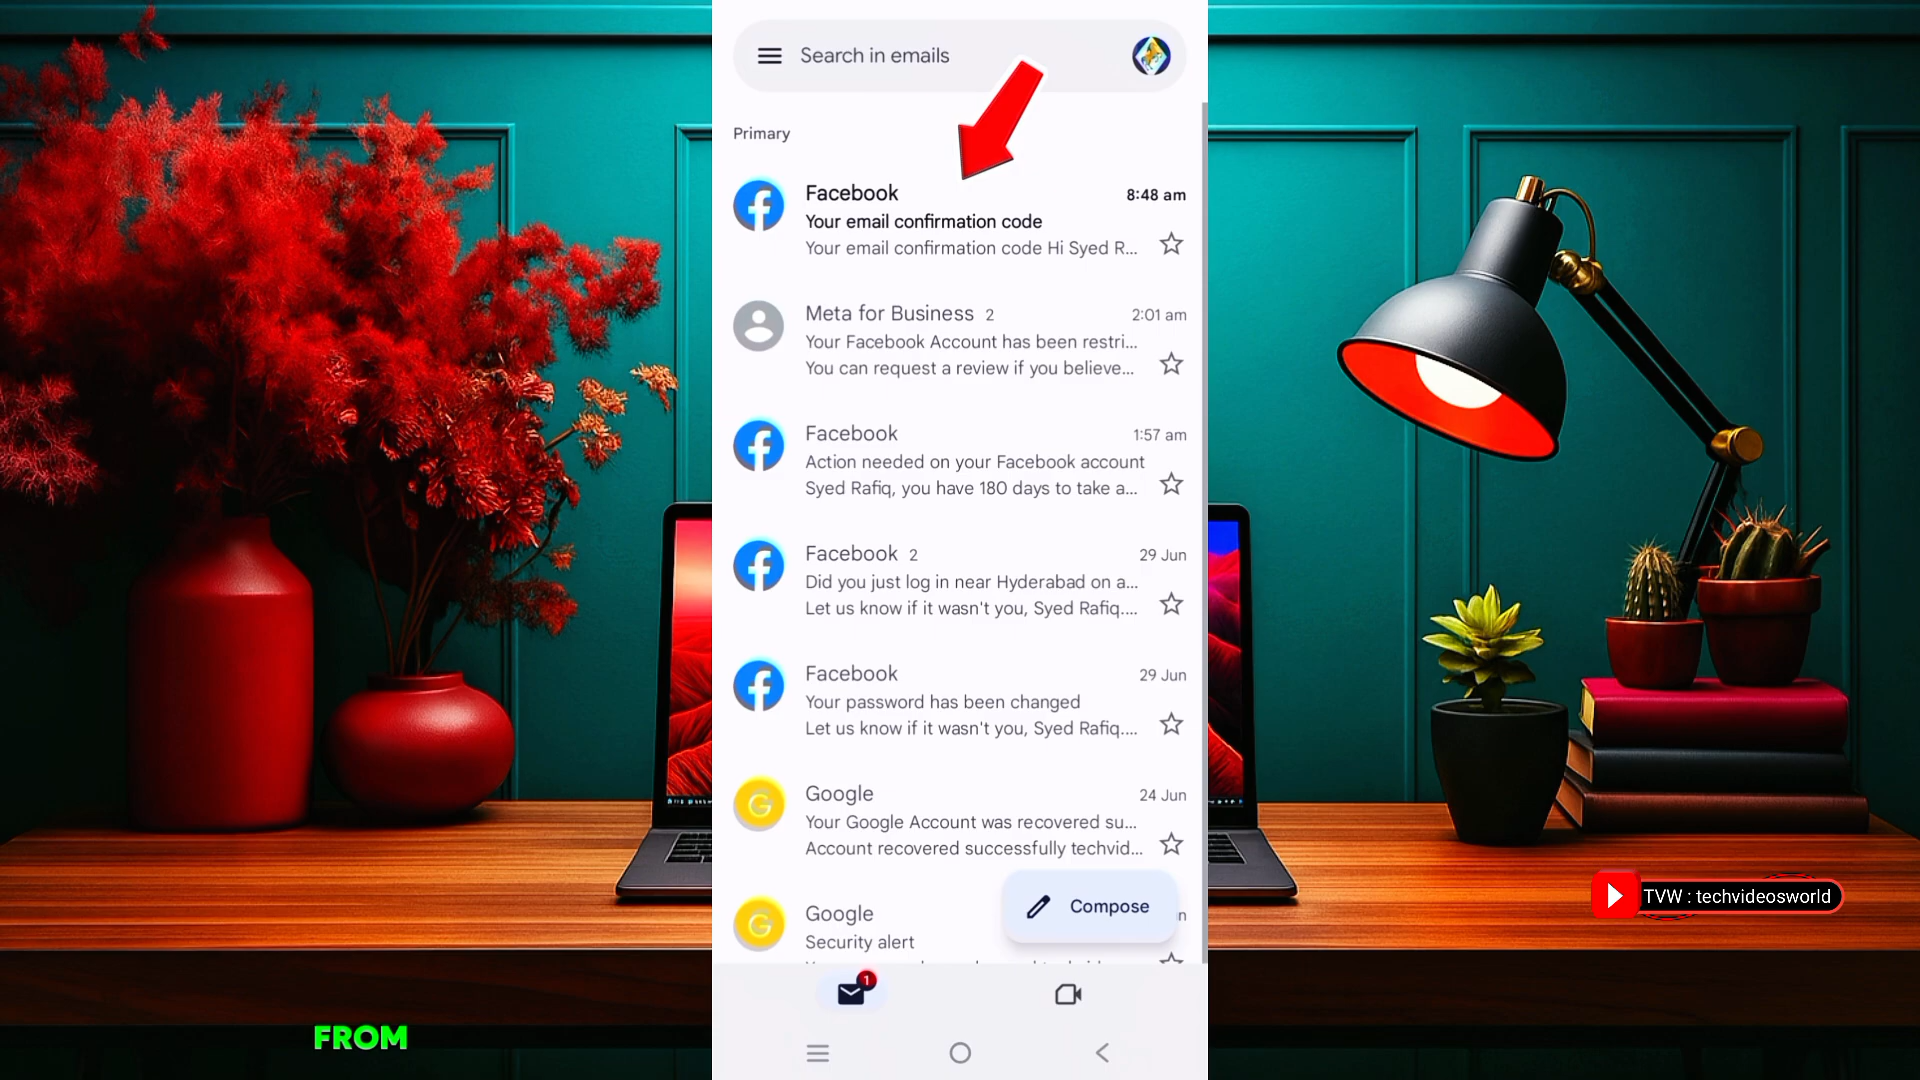 Search in emails
Primary
Facebook 8:48 am
Your email confirmation code
Your email confirmation code Hi Syed R...
Meta for Business 2 2:01 am
Your Facebook Account has been restri...
You can request a review if you believe...
Facebook 1:57 am
Action needed on your Facebook account
Syed Rafiq, you have 180 days to take a...
Facebook 2 29 Jun
Did you just log in near Hyderabad on a...
Let us know if it wasn't you, Syed Rafiq....
Facebook 29 Jun
Your password has been changed
Let us know if it wasn't you, Syed Rafiq....
Google 24 Jun
Your Google Account was recovered su...
Account recovered successfully techvid...
Google
Security alert
Compose
1
TVW : techvideosworld
FROM